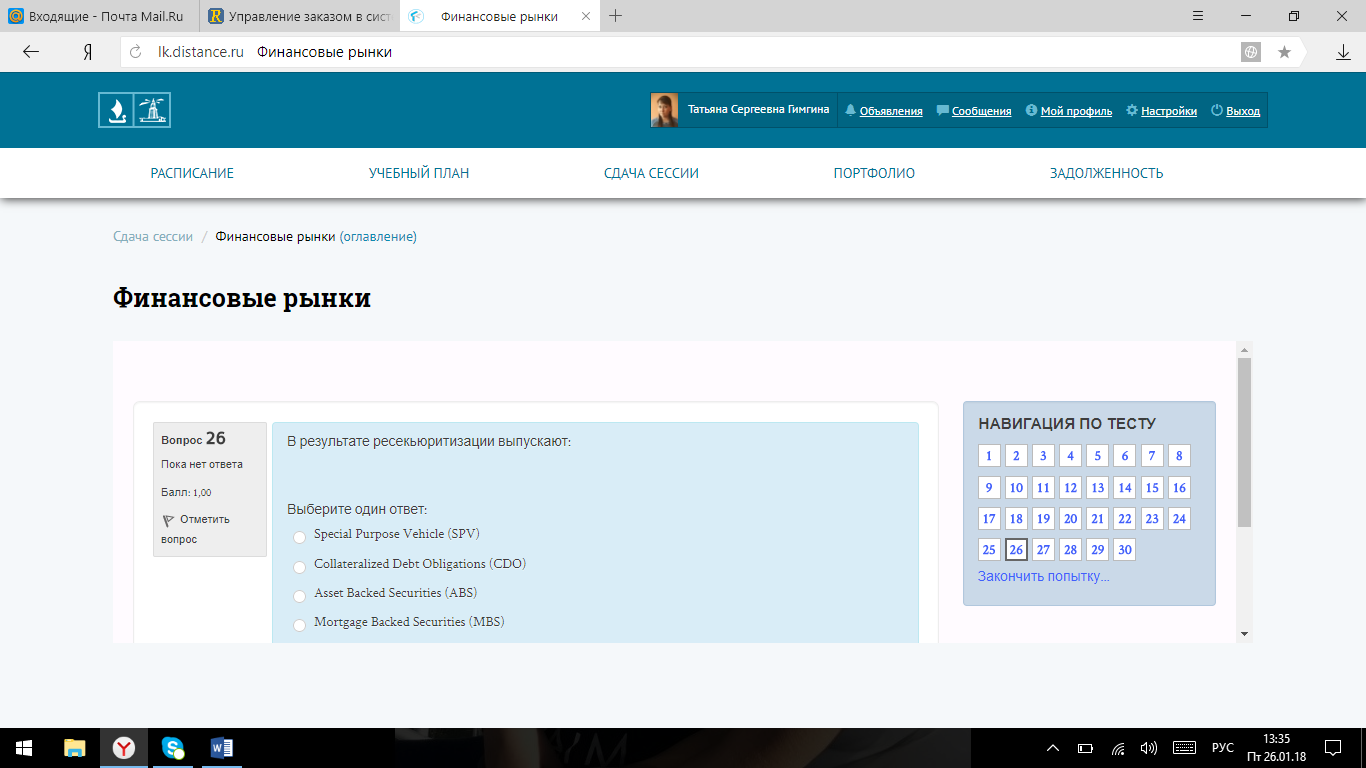 Входящие - Почта Mail.Ru
Управление заказом в сист
Финансовые рынки
lk.distance.ru Финансовые рынки
Татьяна Сергеевна Гимгина
Объявления
Сообщения
Мой профиль
Настройки
Выход
РАСПИСАНИЕ
УЧЕБНЫЙ ПЛАН
СДАЧА СЕССИИ
ПОРТФОЛИО
ЗАДОЛЖЕННОСТЬ
Сдача сессии / Финансовые рынки (оглавление)
Финансовые рынки
Вопрос 26
Пока нет ответа
Балл: 1,00
Отметить
вопрос
В результате ресекьюритизации выпускают:
Выберите один ответ:
Special Purpose Vehicle (SPV)
Collateralized Debt Obligations (CDO)
Asset Backed Securities (ABS)
Mortgage Backed Securities (MBS)
НАВИГАЦИЯ ПО ТЕСТУ
1 2 3 4 5 6 7 8
9 10 11 12 13 14 15 16
17 18 19 20 21 22 23 24
25 26 27 28 29 30
Закончить попытку...
РУС
13:35
Пт 26.01.18